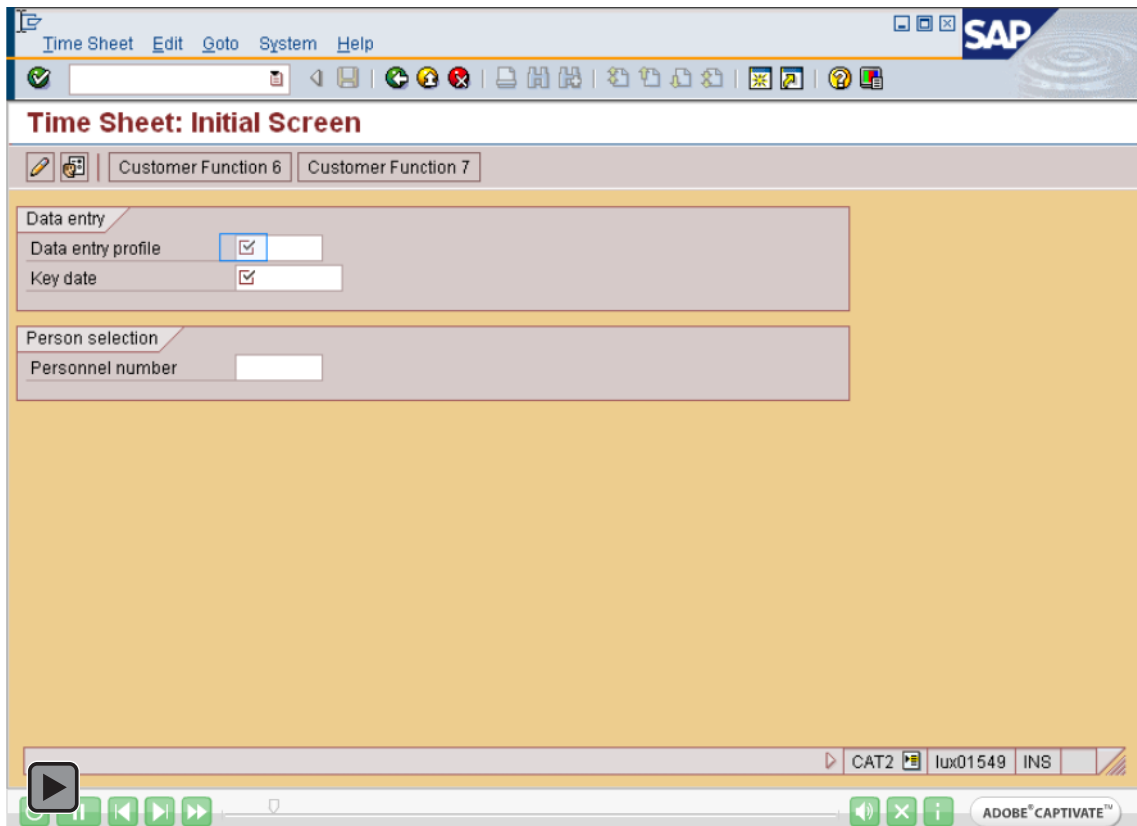 Time Sheet Edit Goto System Help
SAP
Time Sheet: Initial Screen
Customer Function 6 Customer Function 7
Data entry
Data entry profile
Key date
Person selection
Personnel number
CAT2 lux01549 INS
ADOBE® CAPTIVATE™